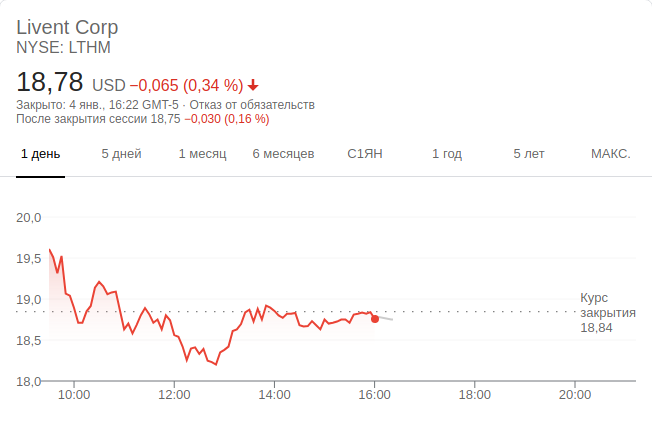 Livent Corp
NYSE: LTHM
18,78 USD −0,065 (0,34 %)
Закрыто: 4 янв., 16:22 GMT-5 · Отказ от обязательств
После закрытия сессии 18,75 −0,030 (0,16 %)
1 день 5 дней 1 месяц 6 месяцев С1ЯН 1 год 5 лет МАКС.
20,0
19,5
19,0
18,5
18,0
Курс
закрытия
18,84
10:00 12:00 14:00 16:00 18:00 20:00